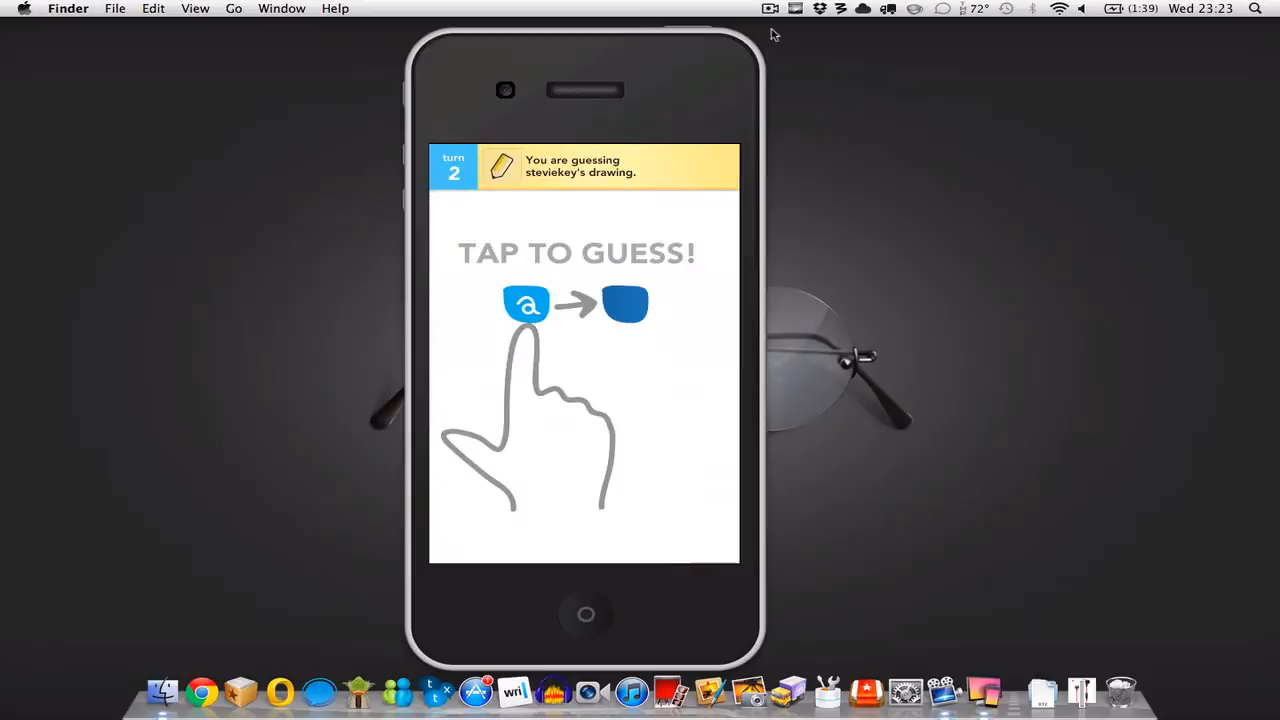 Finder File Edit View Go Window Help 72° (1:39) Wed 23:23
turn
2
You are guessing
steviekey's drawing.
TAP TO GUESS!
a
wri